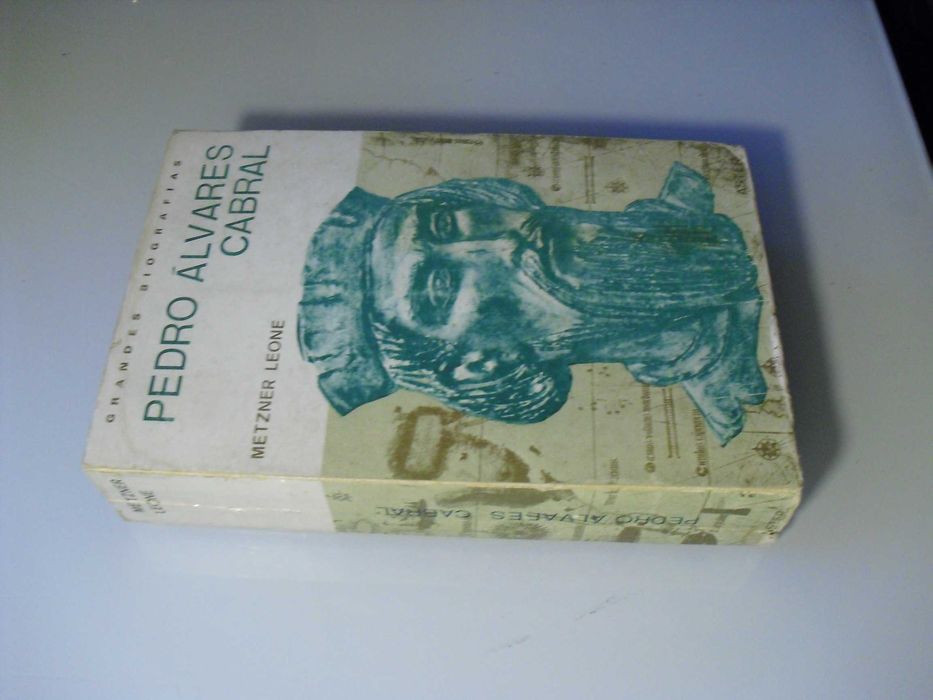 GRANDES BIOGRAFIAS
PEDRO ÁLVARES
CABRAL
METZNER LEONE
METZNER
LEONE
PEDRO ÁLVARES CABRAL